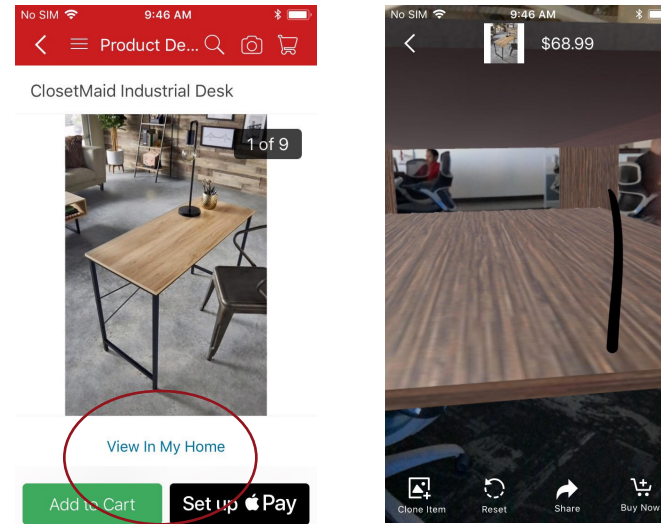 No SIM 9:46 AM
Product De...
ClosetMaid Industrial Desk
1 of 9
View In My Home
Add to Cart
Set up Pay
No SIM 9:46 AM
$68.99
Clone Item
Reset
Share
Buy Now